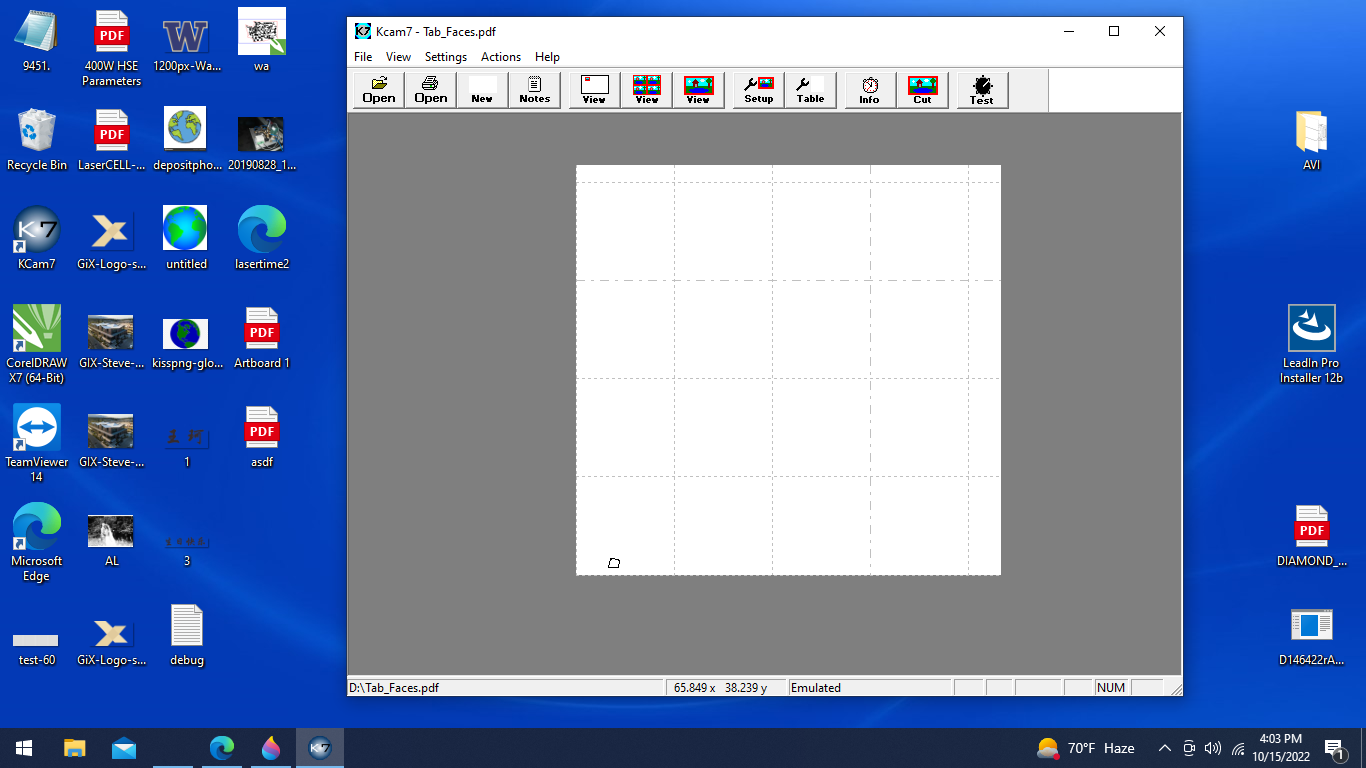 Kcam7 - Tab_Faces.pdf
File View Settings Actions Help
Open Open New Notes View View View Setup Table Info Cut Test
D:\Tab_Faces.pdf 65.849 x 38.239 y Emulated NUM
9451.
400W HSE
Parameters
1200px-Wa...
wa
Recycle Bin
LaserCELL-...
depositpho...
20190828_1...
KCam7
GiX-Logo-s...
untitled
lasertime2
CorelDRAW
X7 (64-Bit)
GIX-Steve-...
kisspng-glo...
Artboard 1
TeamViewer
14
GIX-Steve-...
1
asdf
Microsoft
Edge
AL
3
test-60
GiX-Logo-s...
debug
AVI
LeadIn Pro
Installer 12b
DIAMOND_...
D146422rA...
PDF
PDF
PDF
PDF
PDF
W
K7
K7
K7
70°F Haze
4:03 PM
10/15/2022
1